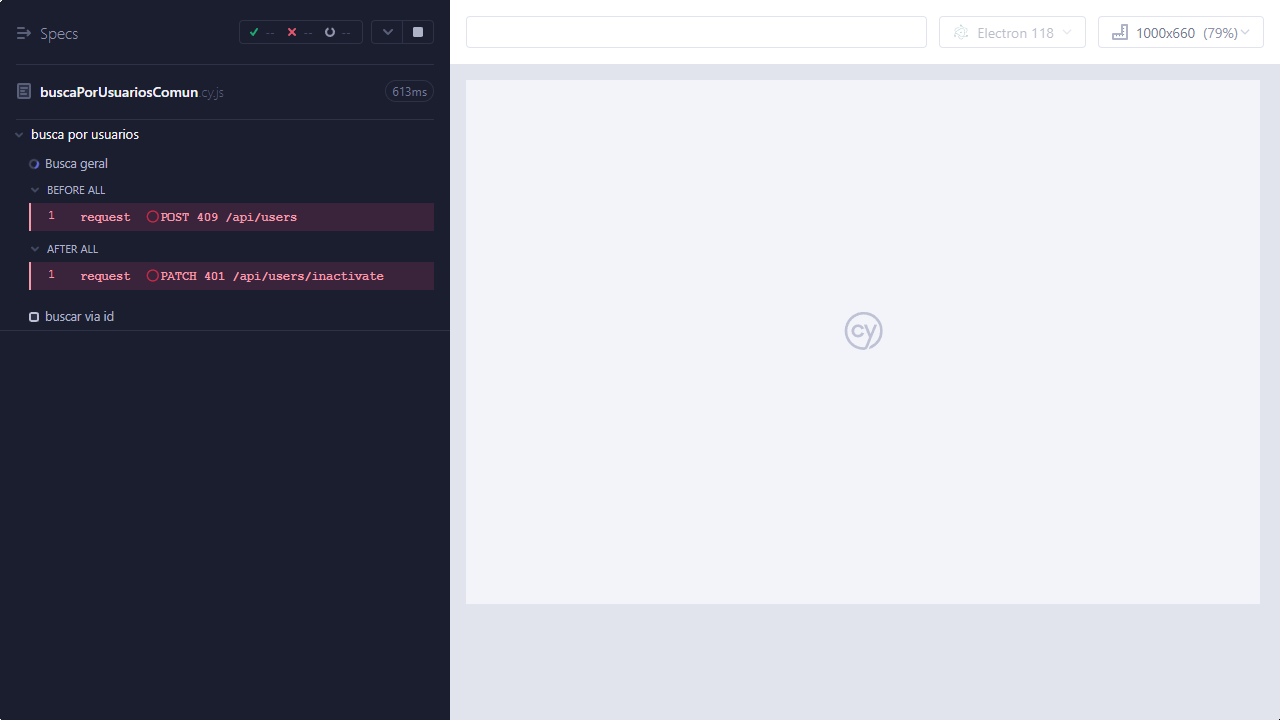 Specs
-- -- --
buscaPorUsuariosComun.cy.js 613ms
busca por usuarios
Busca geral
BEFORE ALL
1 request POST 409 /api/users
AFTER ALL
1 request PATCH 401 /api/users/inactivate
buscar via id
Electron 118
1000x660 (79%)
cy